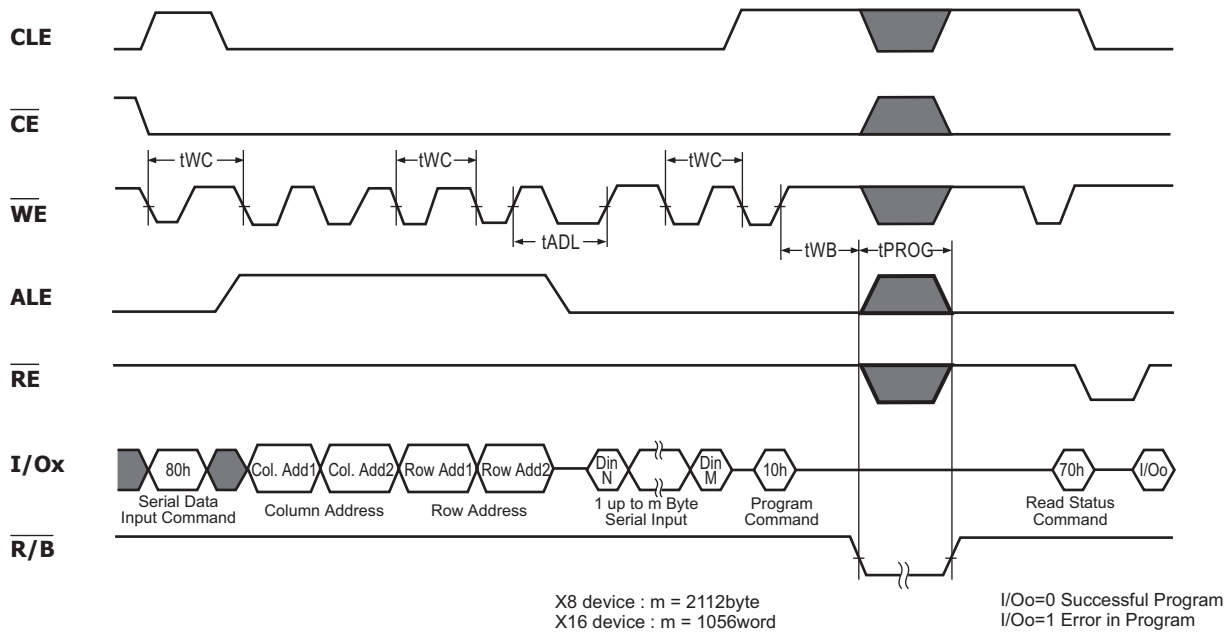 CLE
CE
tWC
tWC
tWC
WE
tADL
tWB
tPROG
ALE
RE
I/Ox
80h
Col. Add1
Col. Add2
Row Add1
Row Add2
Din
N
Din
M
10h
70h
I/Oo
Serial Data
Input Command
Column Address
Row Address
1 up to m Byte
Serial Input
Program
Command
Read Status
Command
R/B
X8 device : m = 2112byte
X16 device : m = 1056word
I/Oo=0 Successful Program
I/Oo=1 Error in Program